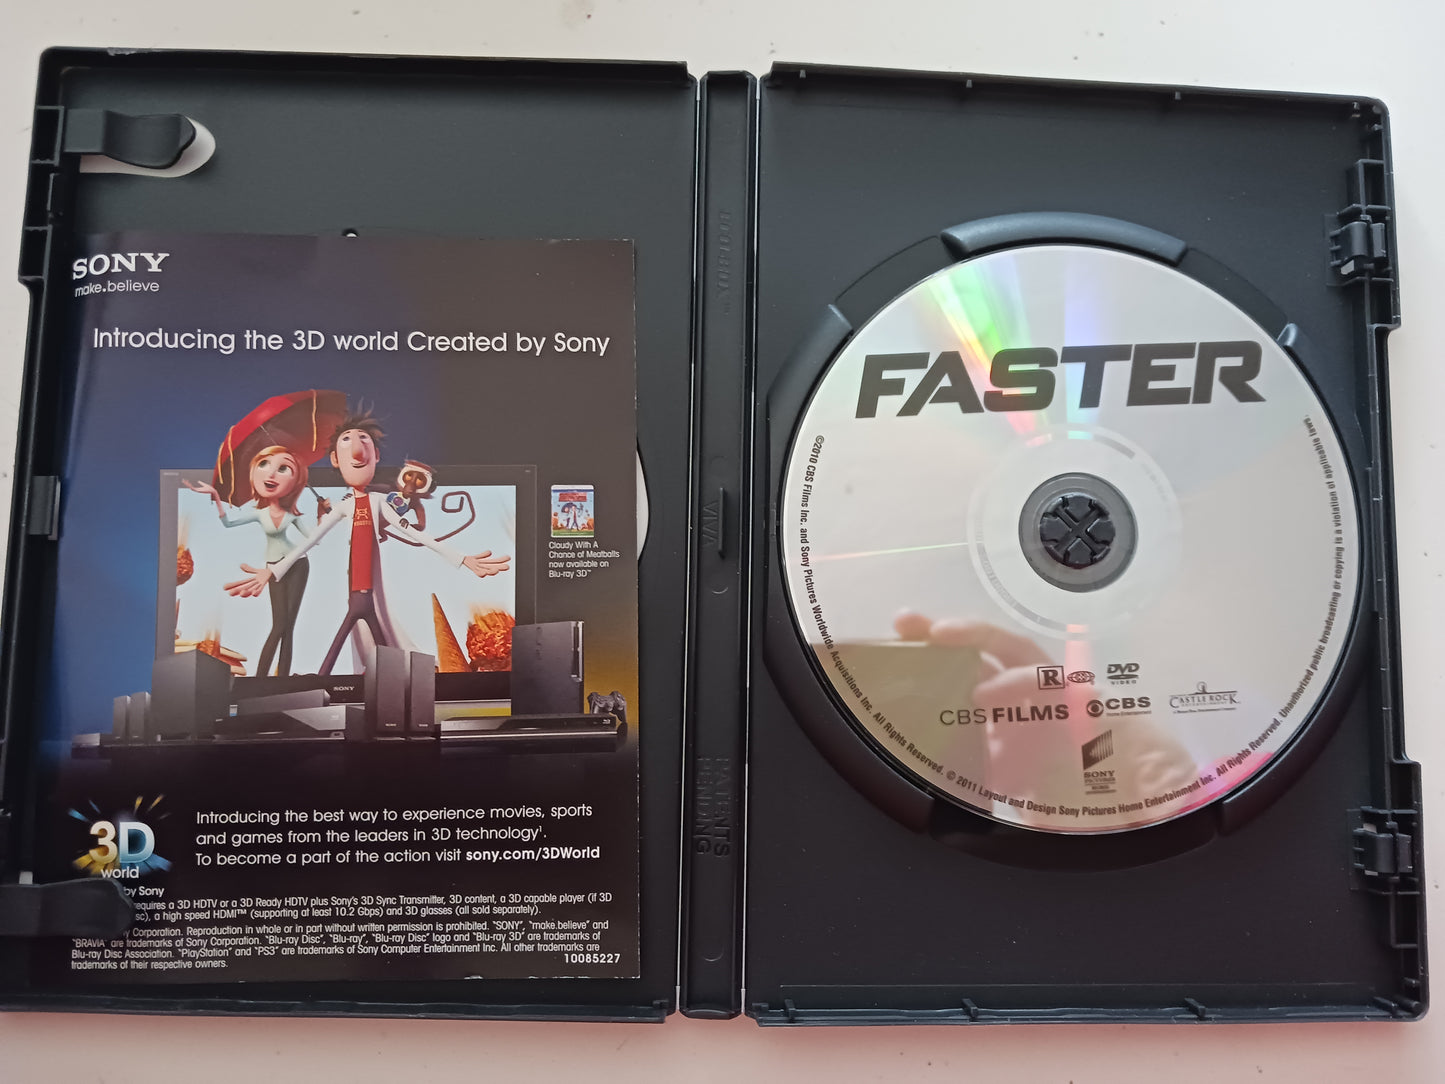 SONY
make.believe
Introducing the 3D world Created by Sony
Cloudy With A
Chance of Meatballs
now available on
Blu-ray 3D™
SONY
3D
world
by Sony
Introducing the best way to experience movies, sports
and games from the leaders in 3D technology¹.
To become a part of the action visit sony.com/3DWorld
requires a 3D HDTV or a 3D Ready HDTV plus Sony's 3D Sync Transmitter, 3D content, a 3D capable player (if 3D
a high speed HDMI™ (supporting at least 10.2 Gbps) and 3D glasses (all sold separately).
Corporation. Reproduction in whole or in part without written permission is prohibited. "SONY", "make.believe" and
"BRAVIA" are trademarks of Sony Corporation. "Blu-ray Disc", "Blu-ray", "Blu-ray Disc" logo and "Blu-ray 3D" are trademarks of
Blu-ray Disc Association. "PlayStation" and "PS3" are trademarks of Sony Computer Entertainment Inc. All other trademarks are
trademarks of their respective owners.
10085227
VIVA
PATENTS
PENDING
FASTER
R
DVD
VIDEO
CBS FILMS
CBS
Home Entertainment
CASTLE ROCK
ENTERTAINMENT
SONY
PICTURES
©2010 CBS Films Inc. and Sony Pictures Worldwide Acquisitions Inc. All Rights Reserved. © 2011 Layout and Design Sony Pictures Home Entertainment Inc. All Rights Reserved. Unauthorized public broadcasting or copying is a violation of applicable laws.